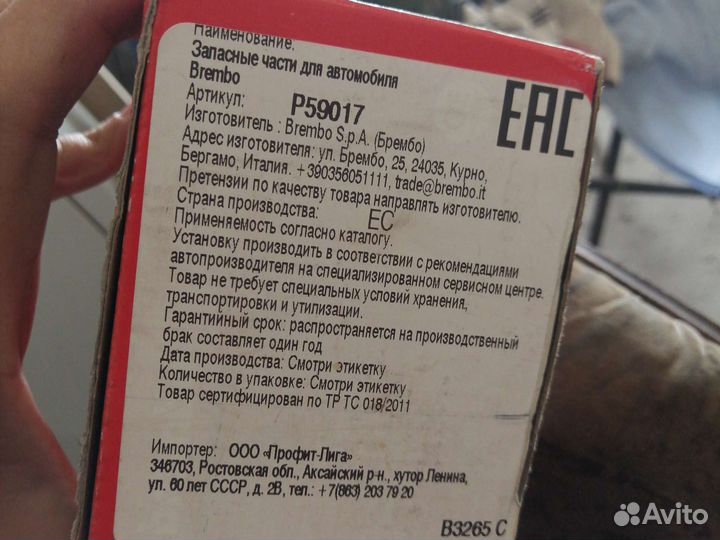 Наименование:
Запасные части для автомобиля
Brembo
Артикул: P59017
Изготовитель : Brembo S.p.A. (Брембо)
Адрес изготовителя: ул. Брембо, 25, 24035, Курно,
Бергамо, Италия. +390356051111, trade@brembo.it
Претензии по качеству товара направлять изготовителю.
Страна производства: EC
Применяемость согласно каталогу.
Установку производить в соответствии с рекомендациями
автопроизводителя на специализированном сервисном центре.
Товар не требует специальных условий хранения,
транспортировки и утилизации.
Гарантийный срок: распространяется на производственный
брак составляет один год
Дата производства: Смотри этикетку
Количество в упаковке: Смотри этикетку
Товар сертифицирован по ТР ТС 018/2011
EAC
Импортер: ООО «Профит-Лига»
346703, Ростовская обл., Аксайский р-н., хутор Ленина,
ул. 60 лет СССР, д. 2В, тел.: +7(863) 203 79 20
B3265 C
Avito